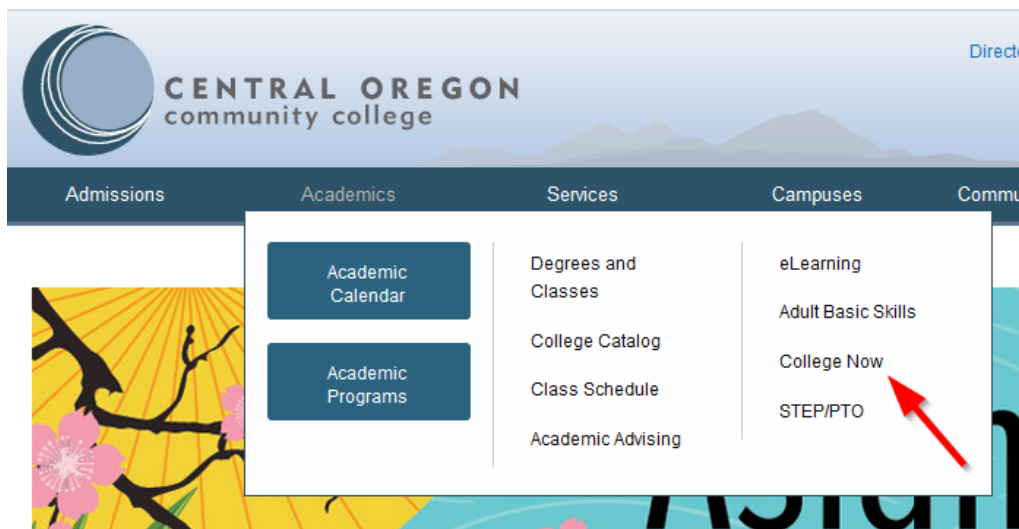 Direct
CENTRAL OREGON
community college
Admissions
Academics
Services
Campuses
Commu
Academic
Calendar
Academic
Programs
Degrees and
Classes
College Catalog
Class Schedule
Academic Advising
eLearning
Adult Basic Skills
College Now
STEP/PTO